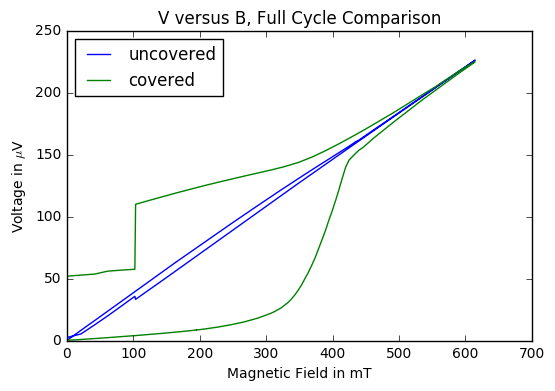 V versus B, Full Cycle Comparison
250
200
150
100
50
0
Voltage in μV
uncovered
covered
0 100 200 300 400 500 600 700
Magnetic Field in mT